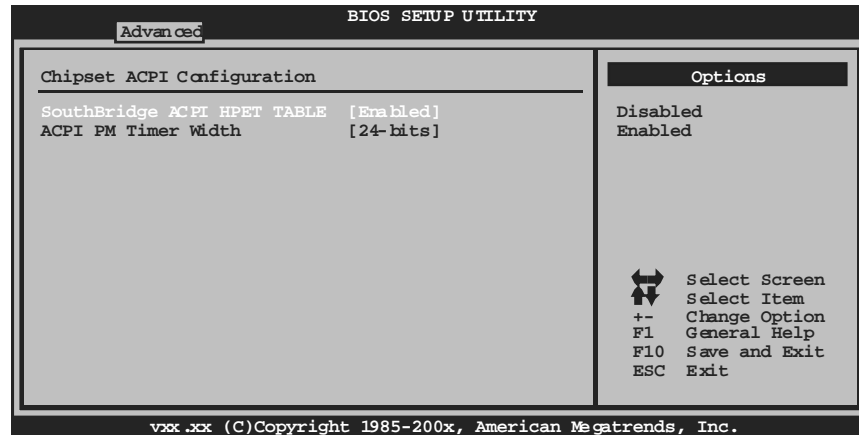 BIOS SETUP UTILITY
Advanced
Chipset ACPI Configuration
SouthBridge ACPI HPET TABLE [Enabled]
ACPI PM Timer Width [24-bits]
Options
Disabled
Enabled
Select Screen
Select Item
+- Change Option
F1 General Help
F10 Save and Exit
ESC Exit
vxx.xx (C)Copyright 1985-200x, American Megatrends, Inc.